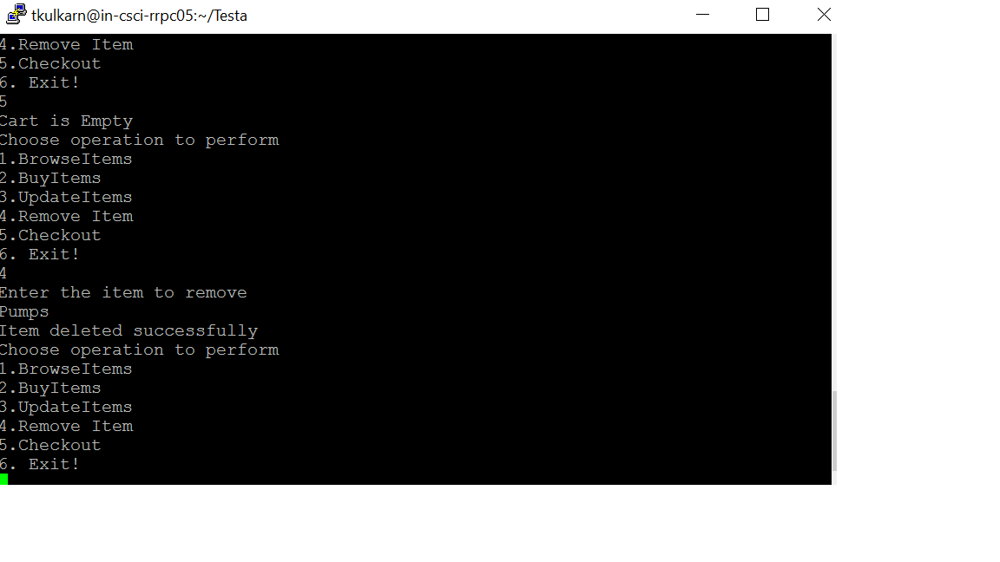 tkulkarn@in-csci-rrpc05:~/Testa
4.Remove Item
5.Checkout
6. Exit!
5
Cart is Empty
Choose operation to perform
1.BrowseItems
2.BuyItems
3.UpdateItems
4.Remove Item
5.Checkout
6. Exit!
4
Enter the item to remove
Pumps
Item deleted successfully
Choose operation to perform
1.BrowseItems
2.BuyItems
3.UpdateItems
4.Remove Item
5.Checkout
6. Exit!